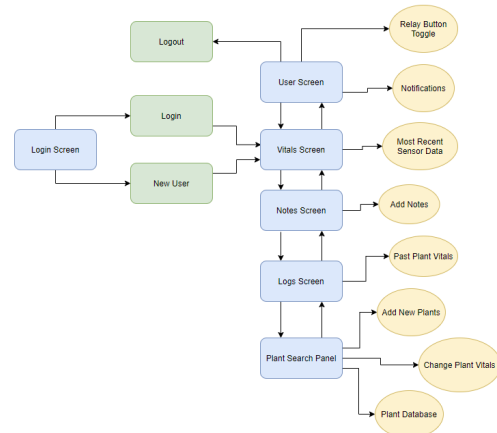 Relay Button
Toggle
Logout
User Screen
Notifications
Login
Login Screen
Vitals Screen
Most Recent
Sensor Data
New User
Notes Screen
Add Notes
Logs Screen
Past Plant Vitals
Add New Plants
Plant Search Panel
Change Plant Vitals
Plant Database